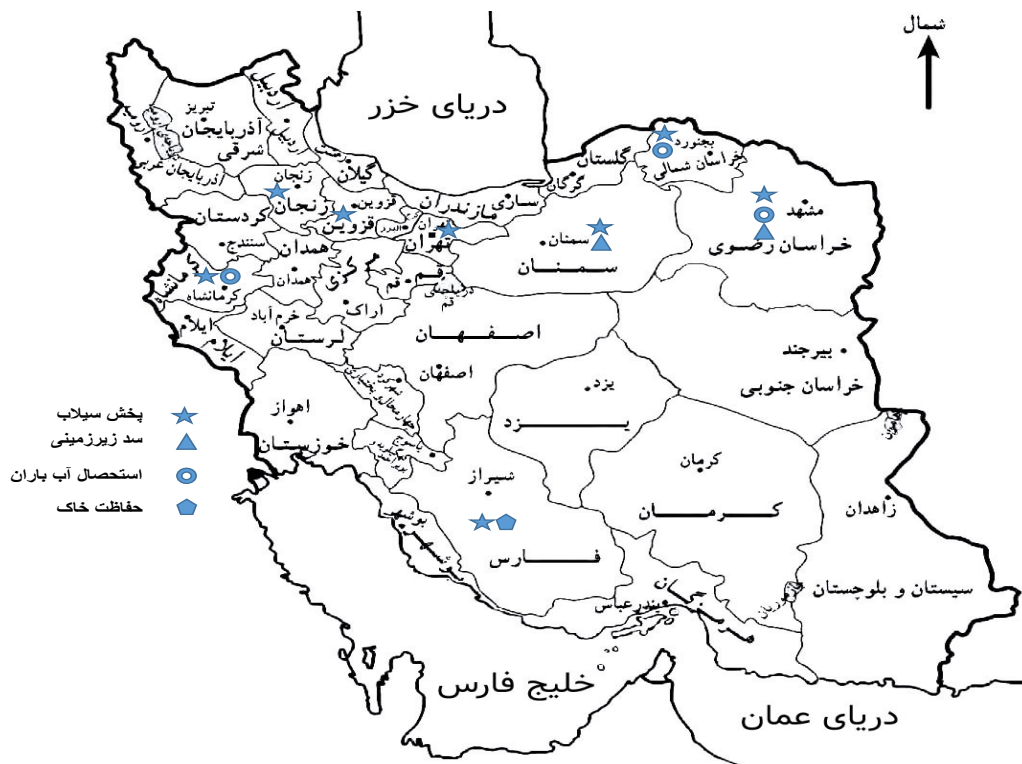 شمال
دریای خزر
تبریز
آذربایجان
شرقی
آذربایجان غربی
اردبیل
گیلان
زنجان
زنجان
قزوین
قزوین
البرز
تهران
تهران
مازندران
ساری
گلستان
گرگان
بجنورد
خراسان شمالی
مشهد
خراسان رضوی
سمنان
سمنان
کردستان
سنندج
همدان
همدان
کرمانشاه
مرکزی
اراک
قم
قم
خرم آباد
لرستان
ایلام
ایلام
اصفهان
اصفهان
یزد
یزد
بیرجند
خراسان جنوبی
اهواز
خوزستان
شیراز
فارس
بوشهر
کرمان
کرمان
زاهدان
سیستان و بلوچستان
بندرعباس
هرمزگان
پخش سیلاب
سد زیرزمینی
استحصال آب باران
حفاظت خاک
خلیج فارس
دریای عمان